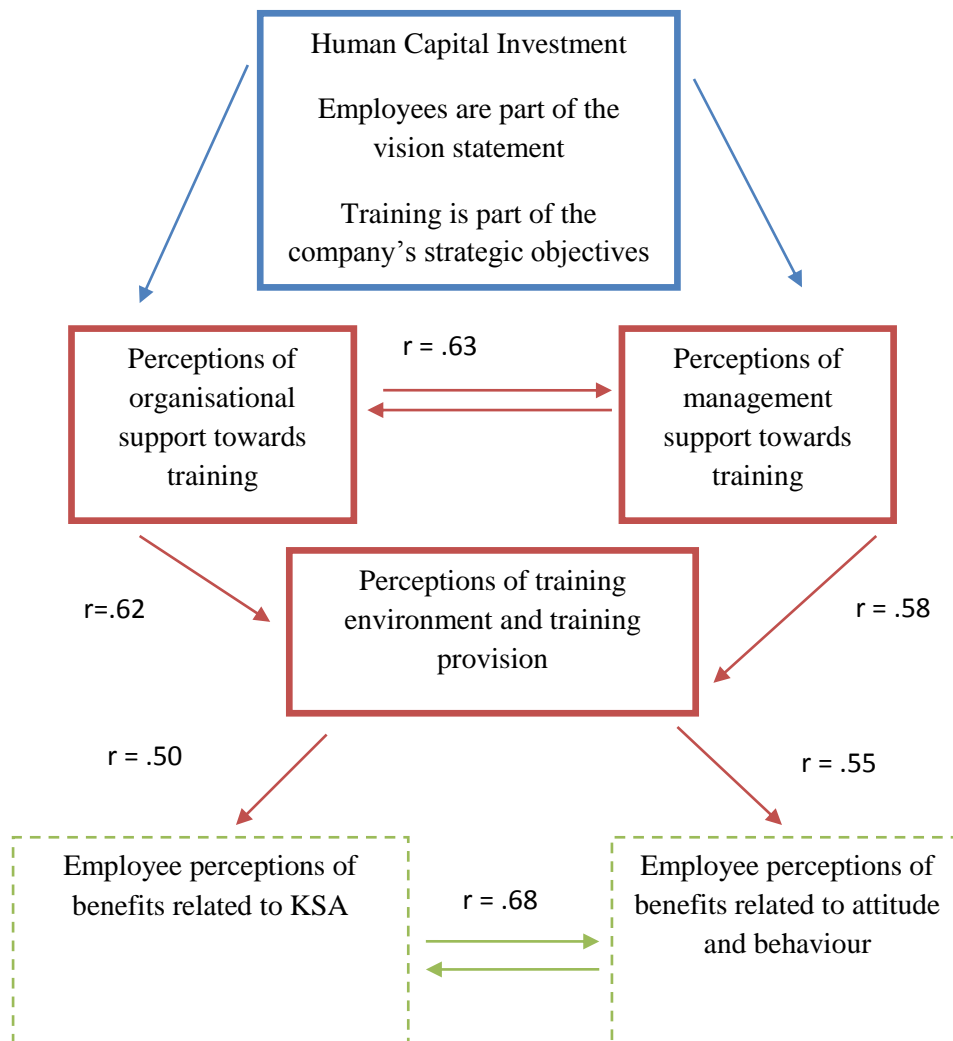 Human Capital Investment
Employees are part of the
vision statement
Training is part of the
company’s strategic objectives
r = .63
Perceptions of
organisational
support towards
training
Perceptions of
management
support towards
training
r=.62
Perceptions of training
environment and training
provision
r = .58
r = .50
r = .55
Employee perceptions of
benefits related to KSA
r = .68
Employee perceptions of
benefits related to attitude
and behaviour